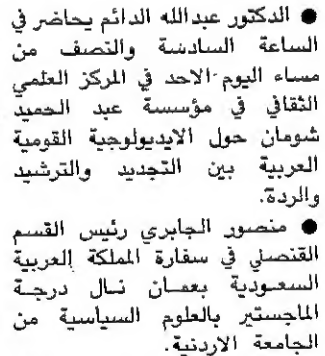 ● الدكتور عبدالله الدائم يحاضر في
الساعة السادسة والنصف من
مساء اليوم الاحد في المركز العلمي
الثقافي في مؤسسة عبد الحميد
شومان حول الايديولوجية القومية
العربية بين التجديد والترشيد
والردة.
● منصور الجابري رئيس القسم
القنصلي في سفارة المملكة العربية
السعودية بعمان نال درجة
الماجستير بالعلوم السياسية من
الجامعة الاردنية.